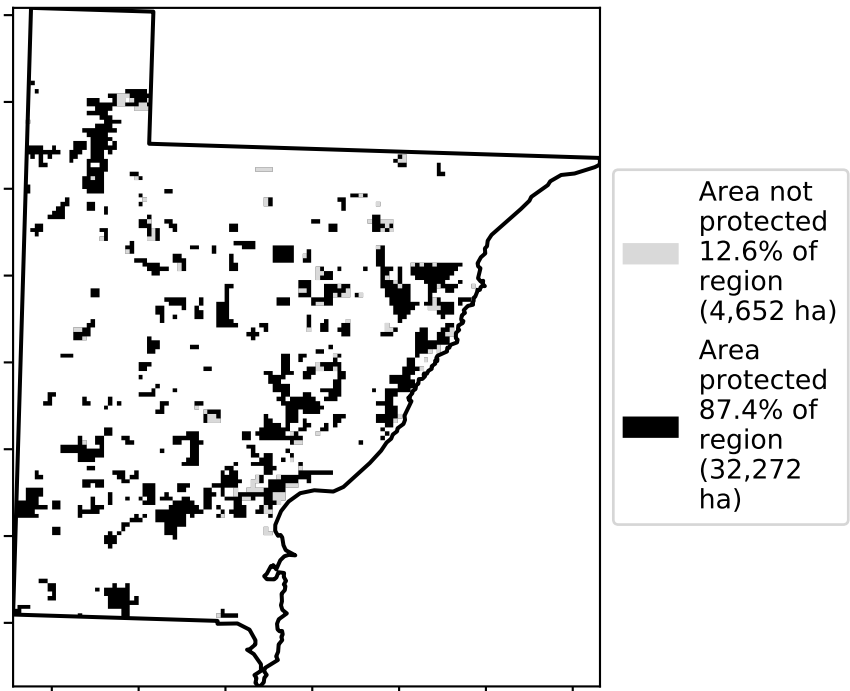 Area not
protected
12.6% of
region
(4,652 ha)
Area
protected
87.4% of
region
(32,272
ha)